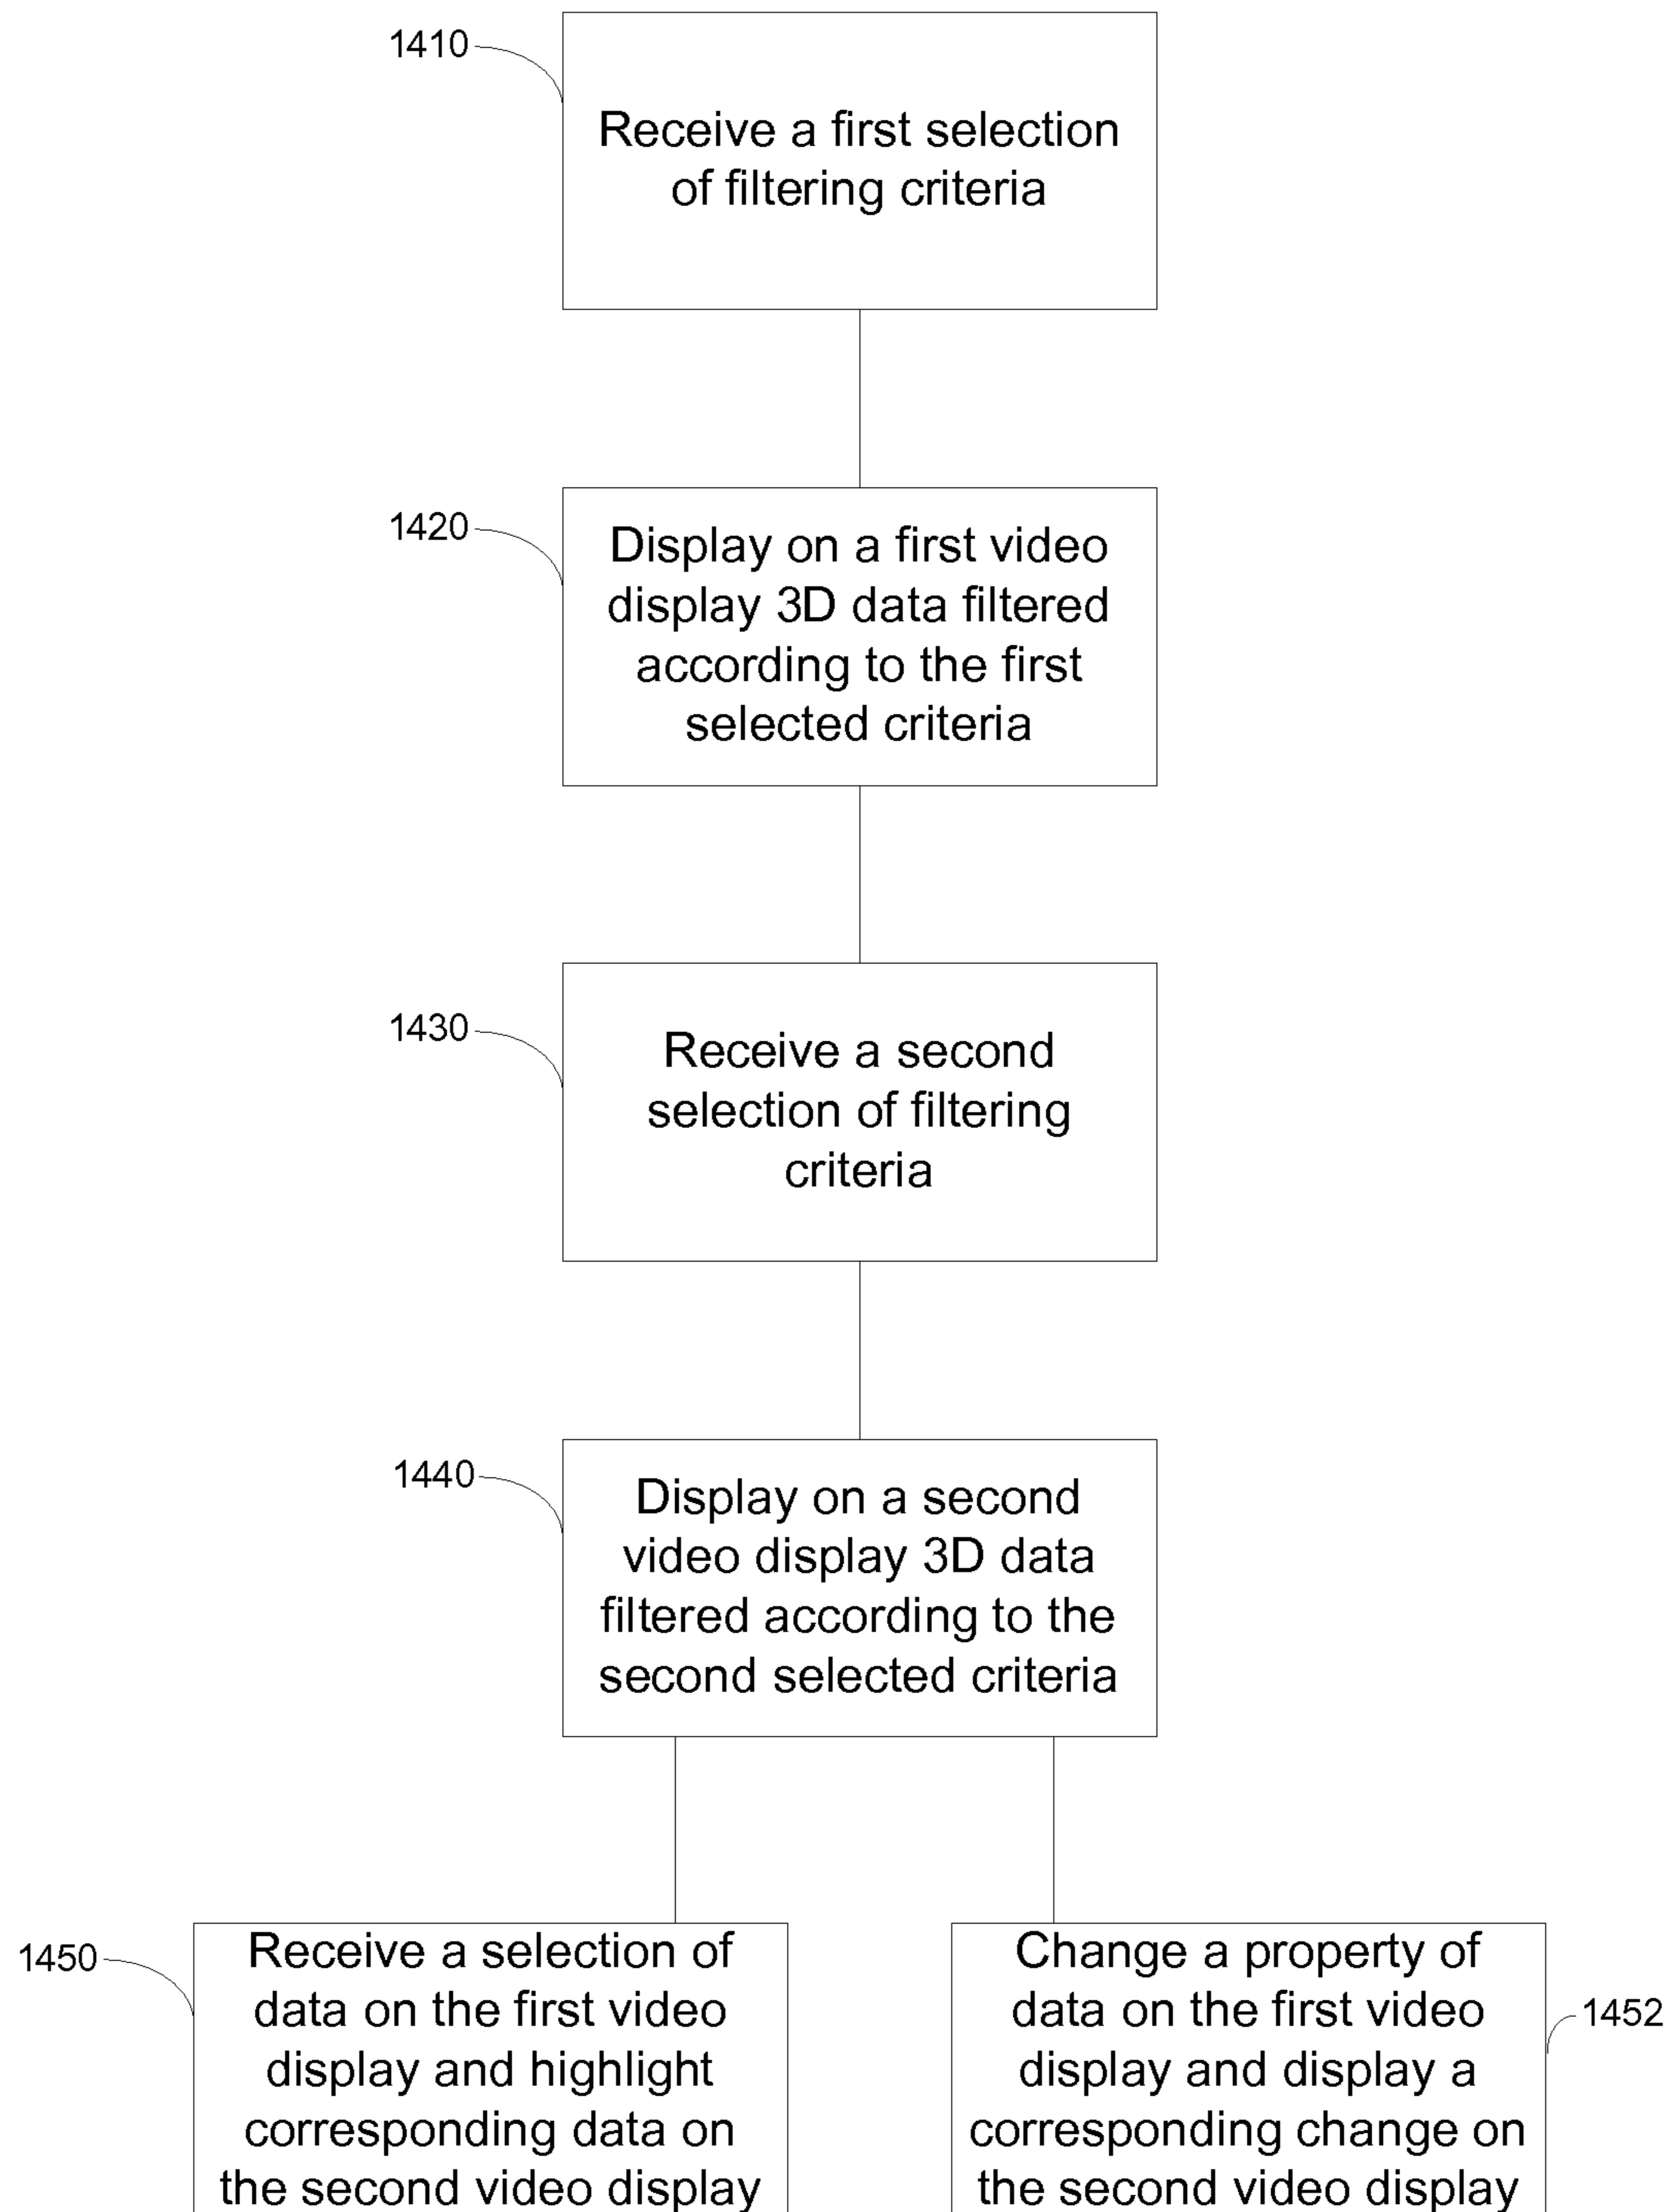 1410
Receive a first selection
of filtering criteria
1420
Display on a first video
display 3D data filtered
according to the first
selected criteria
1430
Receive a second
selection of filtering
criteria
1440
Display on a second
video display 3D data
filtered according to the
second selected criteria
1450
Receive a selection of
data on the first video
display and highlight
corresponding data on
the second video display
Change a property of
data on the first video
display and display a
corresponding change on
the second video display
1452